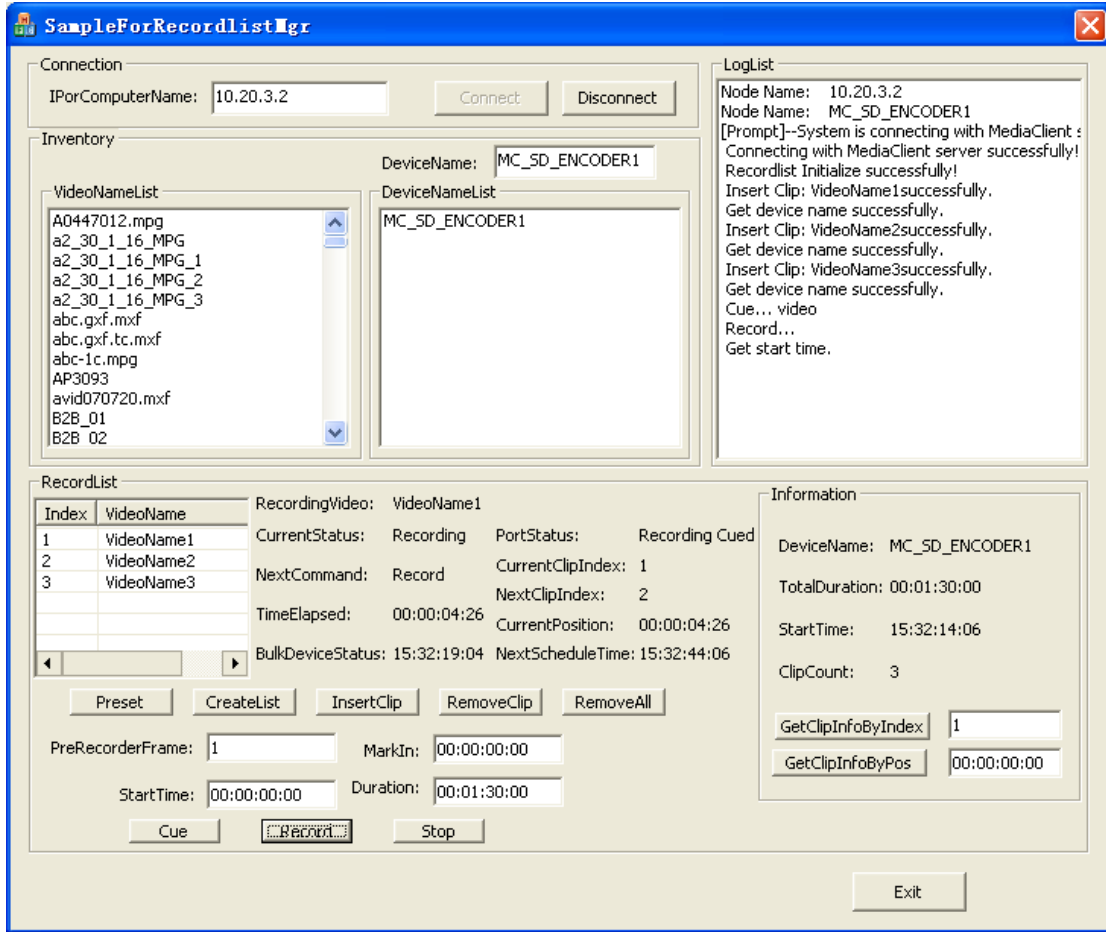 SampleForRecordlistMgr
Connection
IPorComputerName: 10.20.3.2 Connect Disconnect
Inventory
DeviceName: MC_SD_ENCODER1
VideoNameList
A0447012.mpg
a2_30_1_16_MPG
a2_30_1_16_MPG_1
a2_30_1_16_MPG_2
a2_30_1_16_MPG_3
abc.gxf.mxf
abc.gxf.tc.mxf
abc-1c.mpg
AP3093
avid070720.mxf
B2B_01
B2B_02
DeviceNameList
MC_SD_ENCODER1
LogList
Node Name: 10.20.3.2
Node Name: MC_SD_ENCODER1
[Prompt]--System is connecting with MediaClient s
Connecting with MediaClient server successfully!
Recordlist Initialize successfully!
Insert Clip: VideoName1successfully.
Get device name successfully.
Insert Clip: VideoName2successfully.
Get device name successfully.
Insert Clip: VideoName3successfully.
Get device name successfully.
Cue... video
Record...
Get start time.
RecordList
Index VideoName
1 VideoName1
2 VideoName2
3 VideoName3
RecordingVideo: VideoName1
CurrentStatus: Recording
NextCommand: Record
TimeElapsed: 00:00:04:26
BulkDeviceStatus: 15:32:19:04
PortStatus: Recording Cued
CurrentClipIndex: 1
NextClipIndex: 2
CurrentPosition: 00:00:04:26
NextScheduleTime: 15:32:44:06
Information
DeviceName: MC_SD_ENCODER1
TotalDuration: 00:01:30:00
StartTime: 15:32:14:06
ClipCount: 3
GetClipInfoByIndex 1
GetClipInfoByPos 00:00:00:00
Preset CreateList InsertClip RemoveClip RemoveAll
PreRecorderFrame: 1 MarkIn: 00:00:00:00
StartTime: 00:00:00:00 Duration: 00:01:30:00
Cue Record Stop
Exit